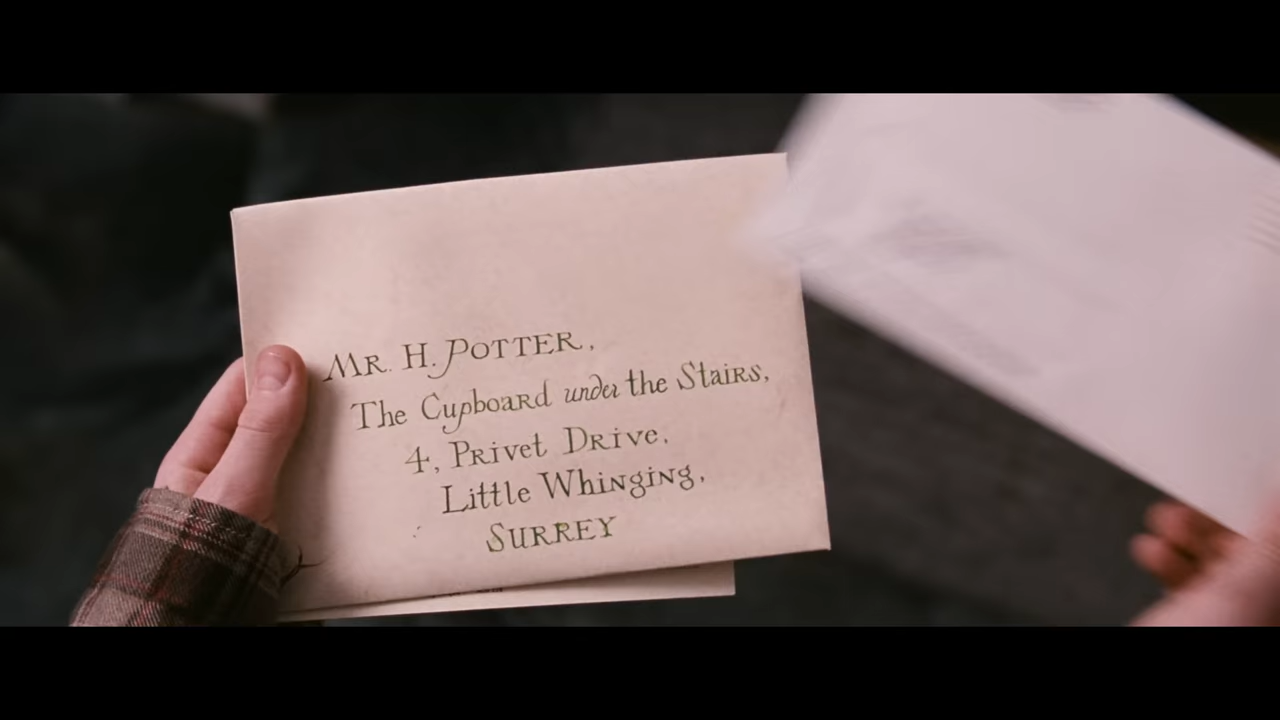 Mr. H. Potter,
The Cupboard under the Stairs,
4, Privet Drive,
Little Whinging,
Surrey